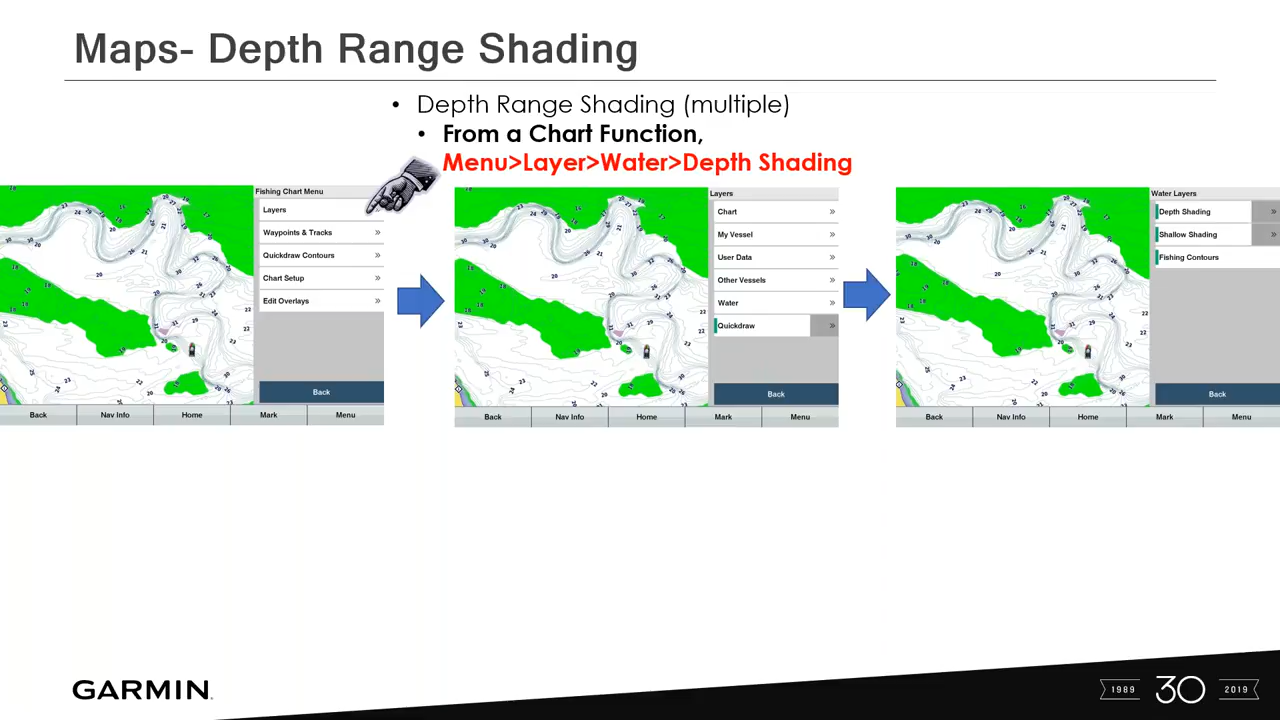 Maps- Depth Range Shading
• Depth Range Shading (multiple)
• From a Chart Function,
Menu>Layer>Water>Depth Shading
Fishing Chart Menu
Layers
Waypoints & Tracks »
Quickdraw Contours »
Chart Setup »
Edit Overlays »
Back
Back Nav Info Home Mark Menu
Layers
Chart »
My Vessel »
User Data »
Other Vessels »
Water »
Quickdraw »
Back
Back Nav Info Home Mark Menu
Water Layers
Depth Shading »
Shallow Shading »
Fishing Contours
Back
Back Nav Info Home Mark Menu
GARMIN.
1989 30 2019